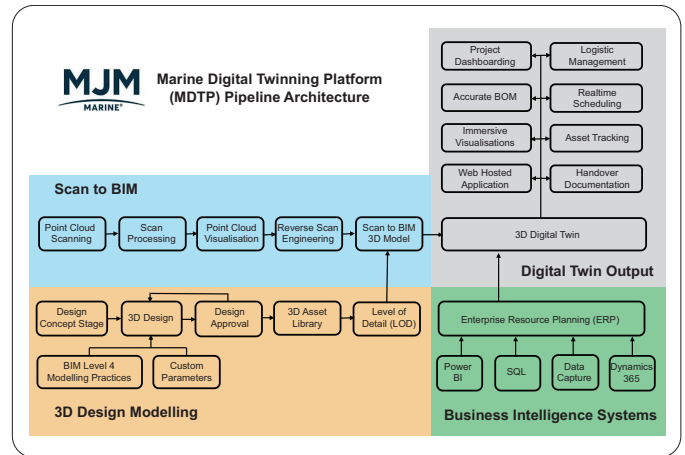 MJM
MARINE®
Marine Digital Twinning Platform
(MDTP) Pipeline Architecture
Project
Dashboarding
Logistic
Management
Accurate BOM
Realtime
Scheduling
Immersive
Visualisations
Asset Tracking
Web Hosted
Application
Handover
Documentation
3D Digital Twin
Digital Twin Output
Scan to BIM
Point Cloud
Scanning
Scan
Processing
Point Cloud
Visualisation
Reverse Scan
Engineering
Scan to BIM
3D Model
Design
Concept Stage
3D Design
Design
Approval
3D Asset
Library
Level of
Detail (LOD)
BIM Level 4
Modelling Practices
Custom
Parameters
3D Design Modelling
Enterprise Resource Planning (ERP)
Power
BI
SQL
Data
Capture
Dynamics
365
Business Intelligence Systems